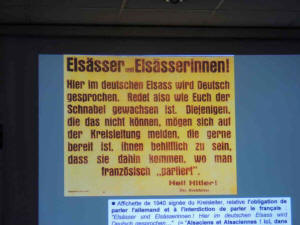 Elsässer und Elsässerinnen!
Hier im deutschen Elsass wird Deutsch
gesprochen. Redet also wie Euch der
Schnabel gewachsen ist. Diejenigen,
die das nicht können, mögen sich auf
der Kreisleitung melden, die gerne
bereit ist, ihnen behilflich zu sein,
dass sie dahin kommen, wo man
französisch „parliert".
Heil Hitler!
Der Kreisleiter
■ Affichette de 1940 signée du Kreisleiter, relative l'obligation de
parler l'allemand et à l'interdiction de parler le français
"Elsässer und Elsässerinnen! Hier im deutschen Elsass wird
Deutsch gesprochen..." (= "Alsaciens et Alsaciennes ! Ici, dans